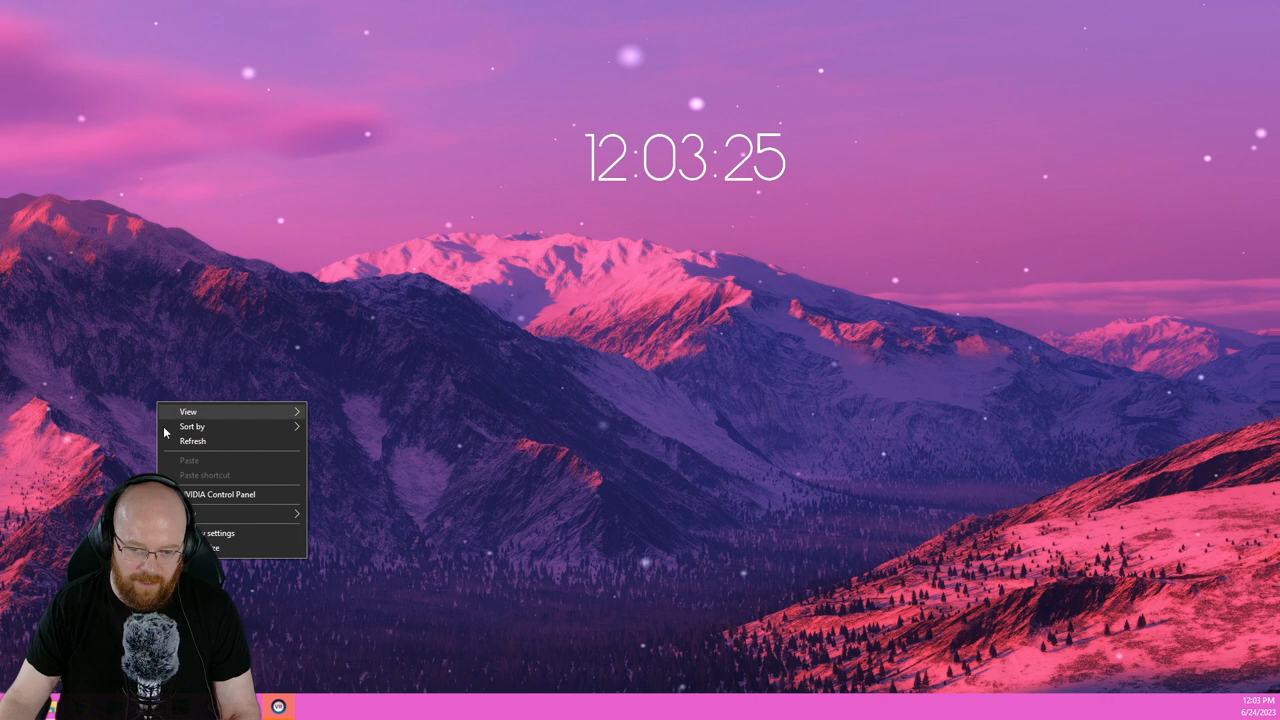 12:03:25
View
Sort by
Refresh
Paste
Paste shortcut
VIDIA Control Panel
settings
12:03 PM
6/24/2023